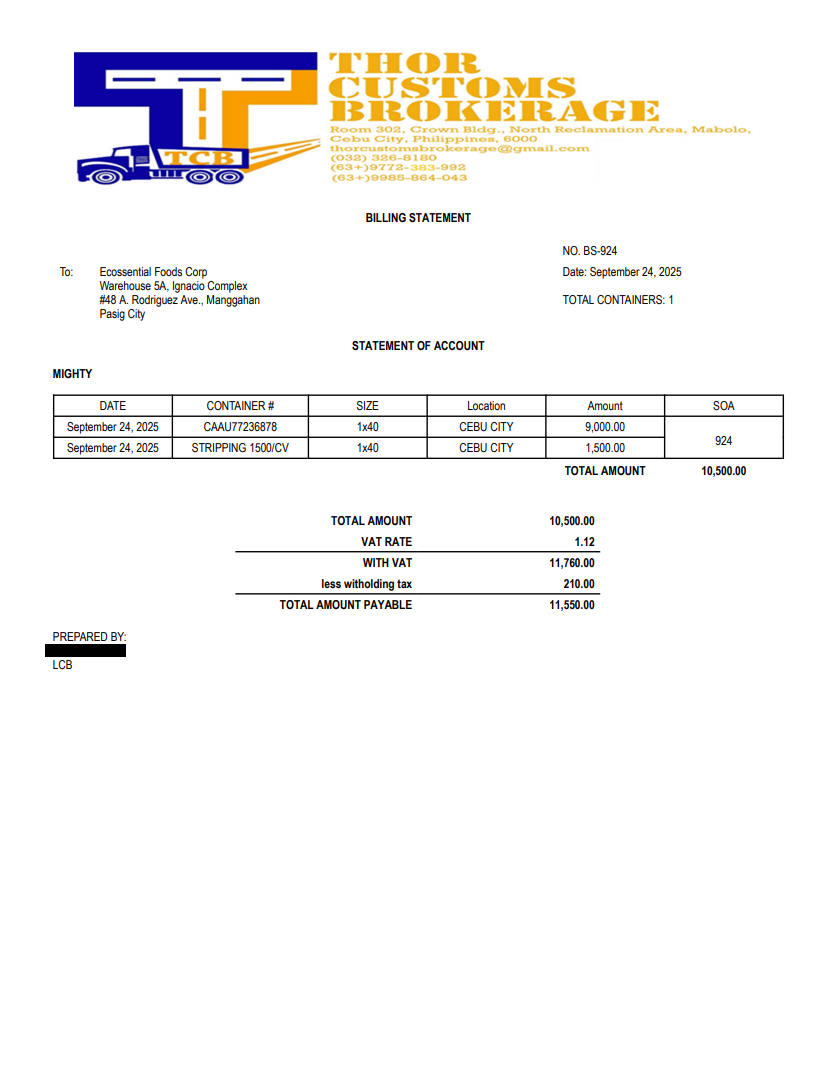 THOR
CUSTOMS
BROKERAGE
Room 302, Crown Bldg., North Reclamation Area, Mabolo,
Cebu City, Philippines, 6000
thorcustomsbrokerage@gmail.com
(032) 326-8180
(63+)9772-383-992
(63+)9985-864-043
TCB
BILLING STATEMENT
NO. BS-924
To: Ecossential Foods Corp Date: September 24, 2025
Warehouse 5A, Ignacio Complex
#48 A. Rodriguez Ave., Manggahan TOTAL CONTAINERS: 1
Pasig City
STATEMENT OF ACCOUNT
MIGHTY
DATE CONTAINER # SIZE Location Amount SOA
September 24, 2025 CAAU77236878 1x40 CEBU CITY 9,000.00 924
September 24, 2025 STRIPPING 1500/CV 1x40 CEBU CITY 1,500.00
TOTAL AMOUNT 10,500.00
TOTAL AMOUNT 10,500.00
VAT RATE 1.12
WITH VAT 11,760.00
less witholding tax 210.00
TOTAL AMOUNT PAYABLE 11,550.00
PREPARED BY:
LCB